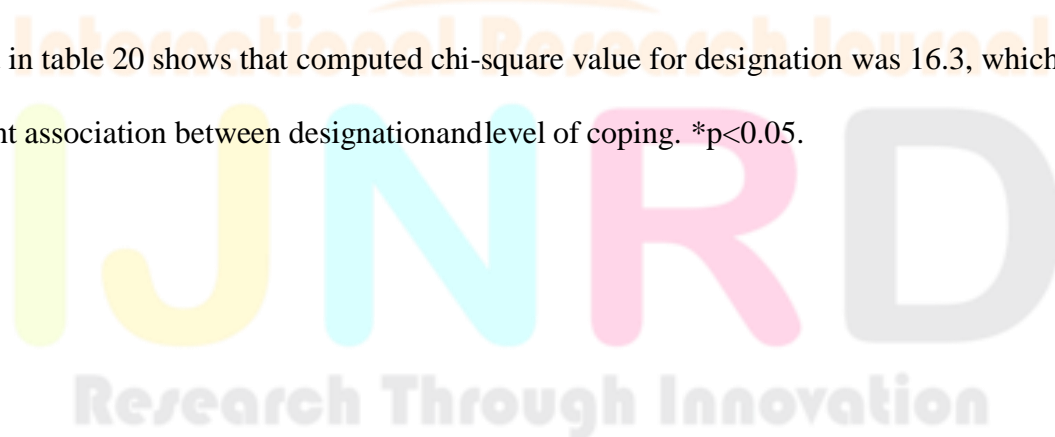 International Research Journal
in table 20 shows that computed chi-square value for designation was 16.3, which
nt association between designationandlevel of coping. *p<0.05.
IJNRD
Research Through Innovation